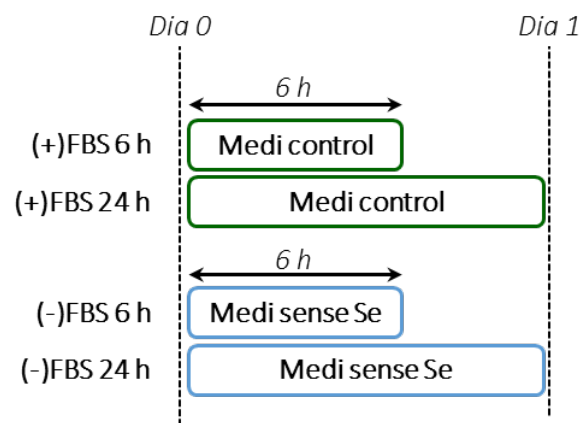 Dia 0 Dia 1
6 h
(+)FBS 6 h Medi control
(+)FBS 24 h Medi control
6 h
(-)FBS 6 h Medi sense Se
(-)FBS 24 h Medi sense Se